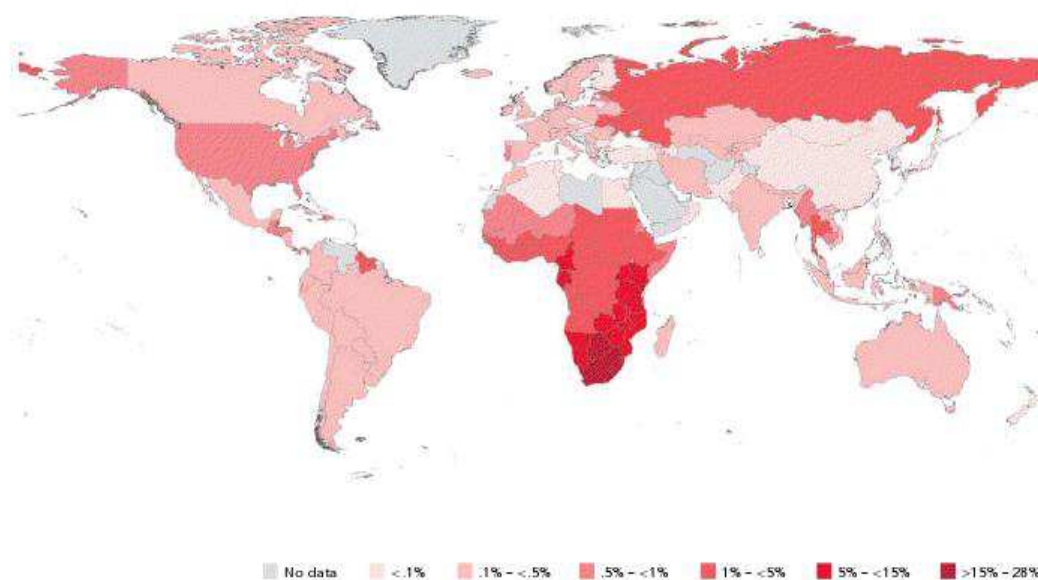 No data <.1% .1% – <.5% .5% – <1% 1% – <5% 5% – <15% >15% – 28%